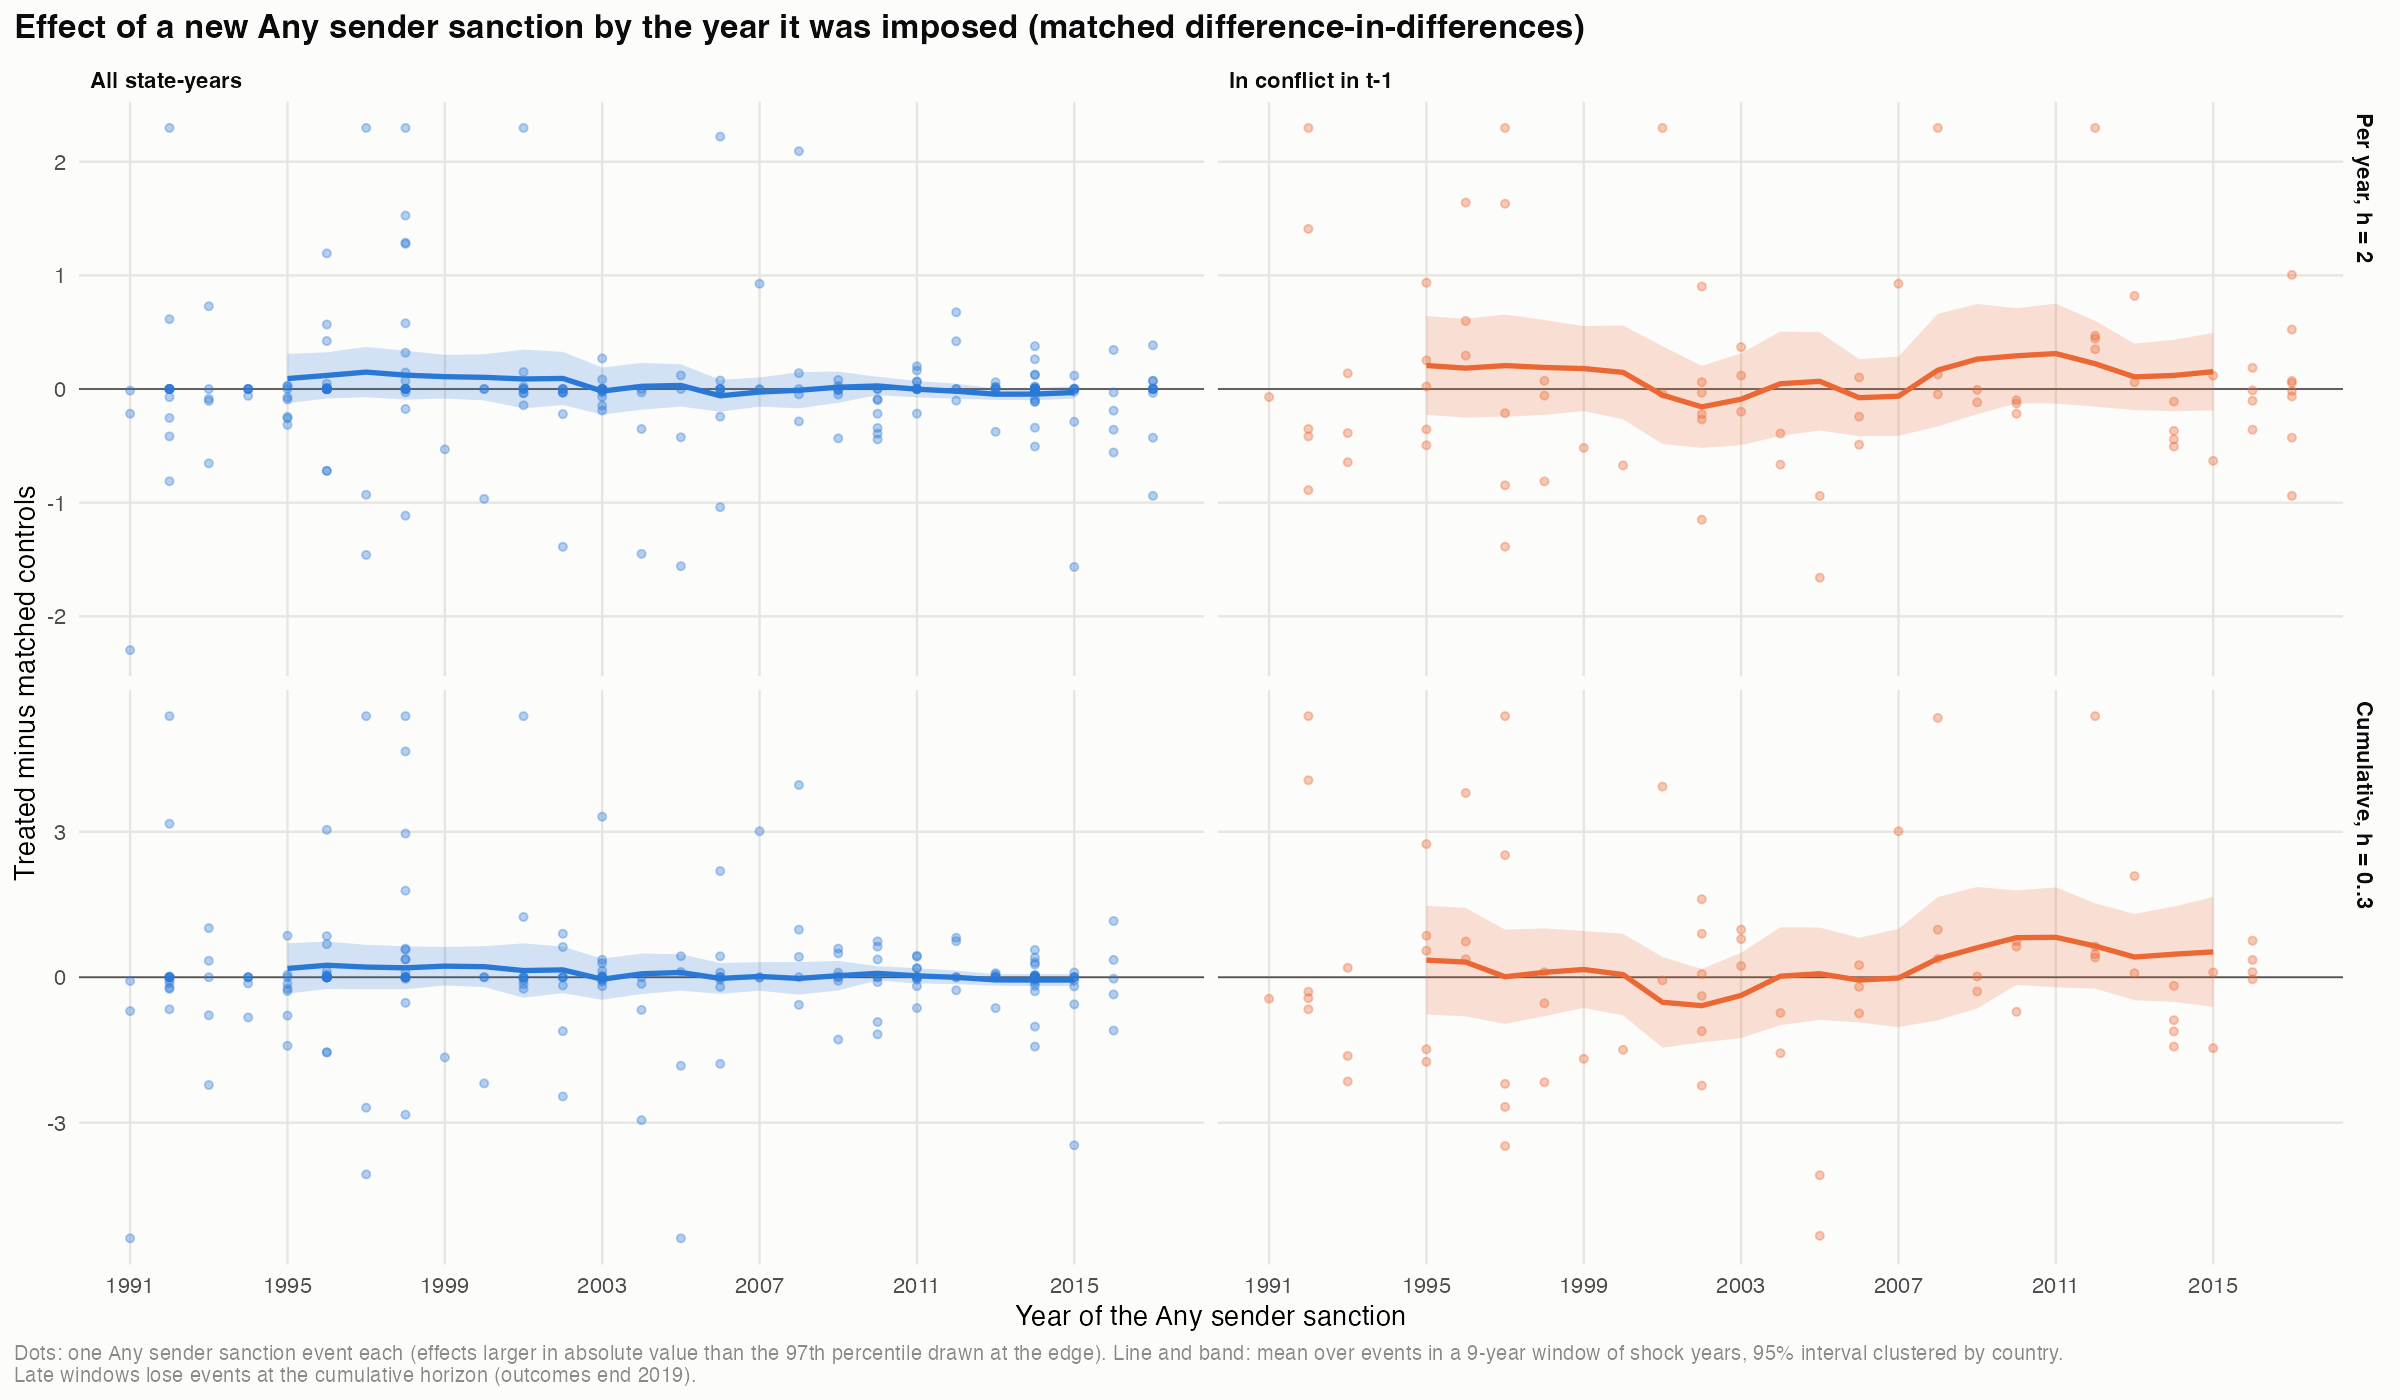 Effect of a new Any sender sanction by the year it was imposed (matched difference-in-differences)
All state-years
In conflict in t-1
Per year, h = 2
2
1
0
-1
-2
Treated minus matched controls
Cumulative, h = 0..3
3
0
-3
1991 1995 1999 2003 2007 2011 2015
1991 1995 1999 2003 2007 2011 2015
Year of the Any sender sanction
Dots: one Any sender sanction event each (effects larger in absolute value than the 97th percentile drawn at the edge). Line and band: mean over events in a 9-year window of shock years, 95% interval clustered by country.
Late windows lose events at the cumulative horizon (outcomes end 2019).